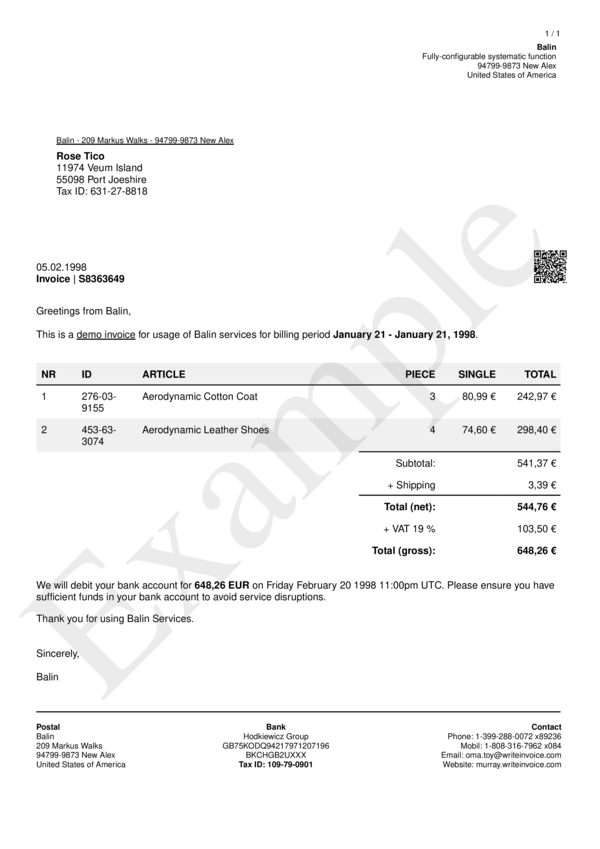 1 / 1
Balin
Fully-configurable systematic function
94799-9873 New Alex
United States of America
Balin - 209 Markus Walks - 94799-9873 New Alex
Rose Tico
11974 Veum Island
55098 Port Joeshire
Tax ID: 631-27-8818
05.02.1998
Invoice | S8363649
Greetings from Balin,
This is a demo invoice for usage of Balin services for billing period January 21 - January 21, 1998.
NR ID ARTICLE PIECE SINGLE TOTAL
1 276-03- Aerodynamic Cotton Coat 3 80,99 € 242,97 €
9155
2 453-63- Aerodynamic Leather Shoes 4 74,60 € 298,40 €
3074
Subtotal: 541,37 €
+ Shipping 3,39 €
Total (net): 544,76 €
+ VAT 19 % 103,50 €
Total (gross): 648,26 €
We will debit your bank account for 648,26 EUR on Friday February 20 1998 11:00pm UTC. Please ensure you have
sufficient funds in your bank account to avoid service disruptions.
Thank you for using Balin Services.
Sincerely,
Balin
Postal
Balin
209 Markus Walks
94799-9873 New Alex
United States of America
Bank
Hodkiewicz Group
GB75KODQ94217971207196
BKCHGB2UXXX
Tax ID: 109-79-0901
Contact
Phone: 1-399-288-0072 x89236
Mobil: 1-808-316-7962 x084
Email: oma.toy@writeinvoice.com
Website: murray.writeinvoice.com
Example